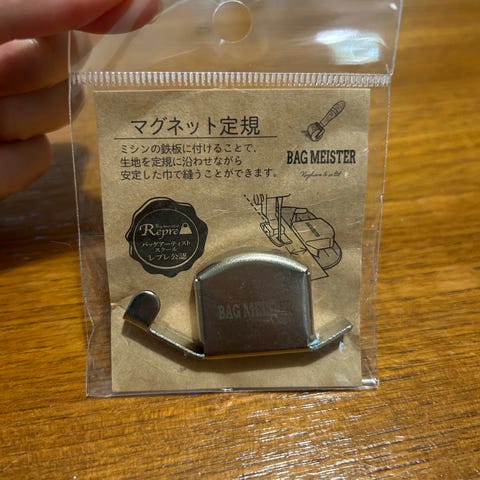 マグネット定規
ミシンの鉄板に付けることで、
生地を定規に沿わせながら
安定した巾で縫うことができます。
BAG MEISTER
Repre
バッグアーティスト
スクール
レプレ公認
BAG MEISTER